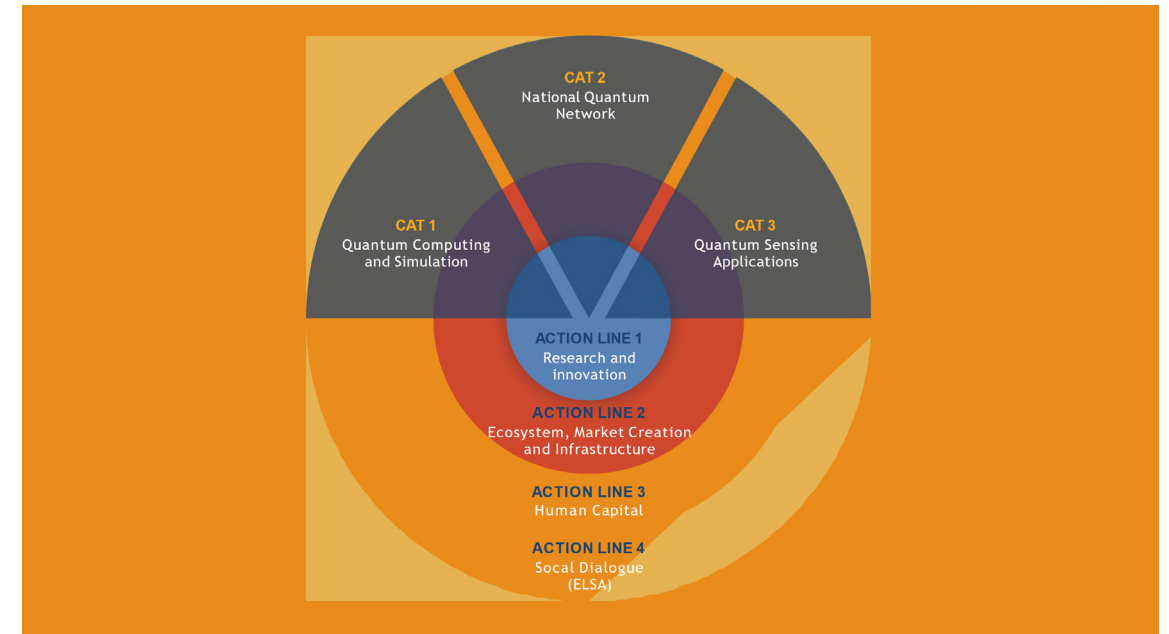 CAT 2
National Quantum
Network
CAT 1
Quantum Computing
and Simulation
CAT 3
Quantum Sensing
Applications
ACTION LINE 1
Research and
innovation
ACTION LINE 2
Ecosystem, Market Creation
and Infrastructure
ACTION LINE 3
Human Capital
ACTION LINE 4
Socal Dialogue
(ELSA)